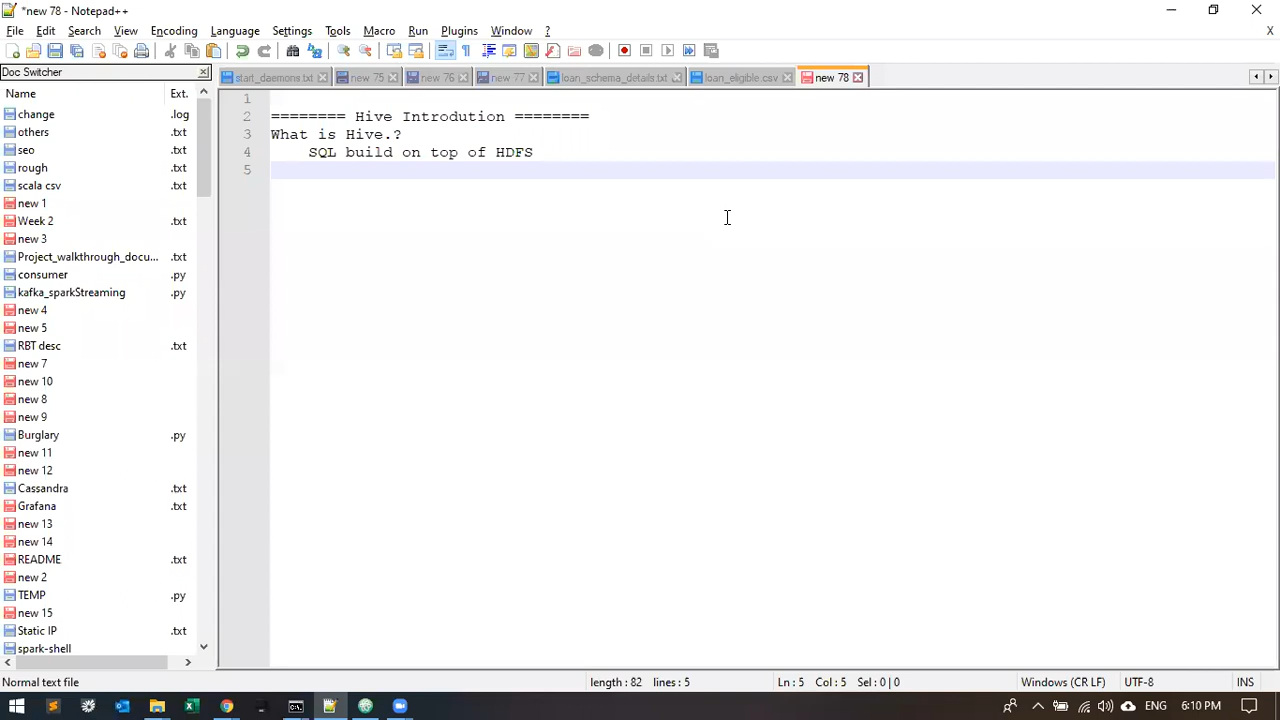 *new 78 - Notepad++
File Edit Search View Encoding Language Settings Tools Macro Run Plugins Window ? X
Doc Switcher
start_daemons.txt new 75 new 76 new 77 loan_schema_details.txt loan_eligible.csv new 78
Name Ext.
change .log
others .txt
seo .txt
rough .txt
scala csv .txt
new 1
Week 2 .txt
new 3
Project_walkthrough_docu... .txt
consumer .py
kafka_sparkStreaming .py
new 4
new 5
RBT desc .txt
new 7
new 10
new 8
new 9
Burglary .py
new 11
new 12
Cassandra .txt
Grafana .txt
new 13
new 14
README .txt
new 2
TEMP .py
new 15
Static IP .txt
spark-shell
1
2 ======== Hive Introdution ========
3 What is Hive.?
4 SQL build on top of HDFS
5
Normal text file length : 82 lines : 5 Ln : 5 Col : 5 Sel : 0 | 0 Windows (CR LF) UTF-8 INS
ENG 6:10 PM